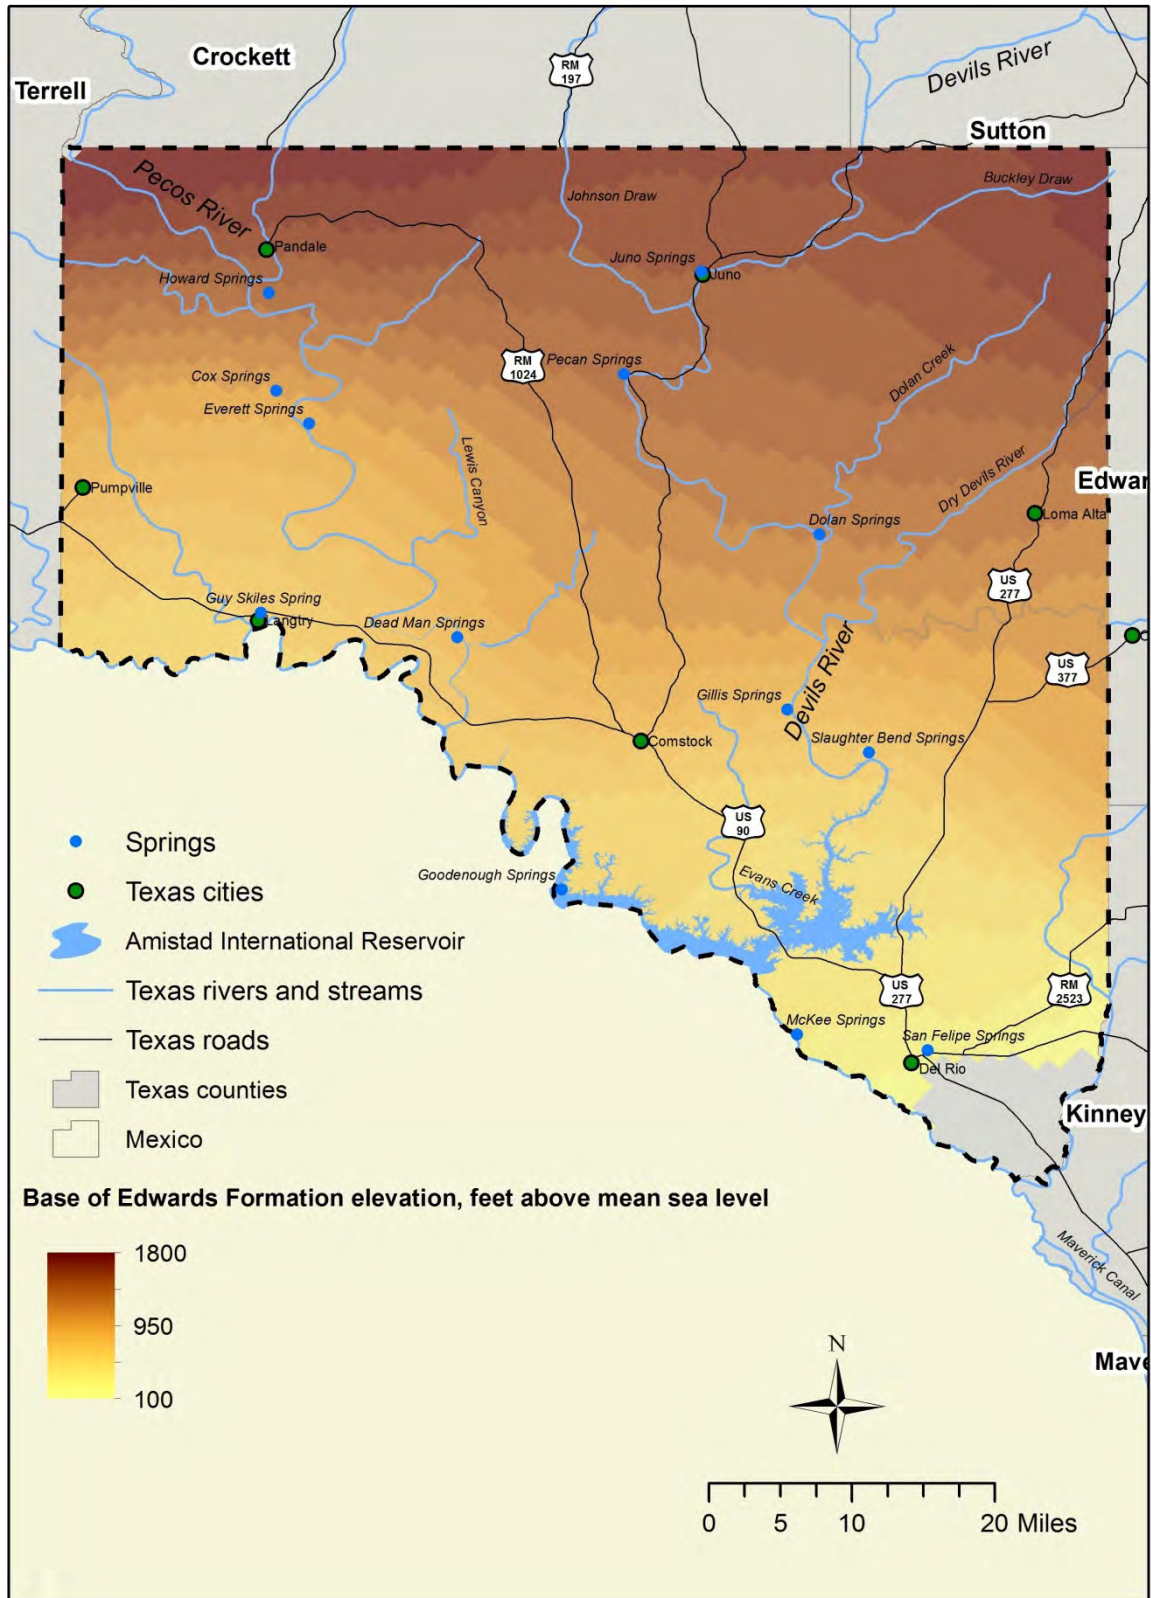 Crockett
Terrell
RM
197
Devils River
Sutton
Pecos River
Johnson Draw
Buckley Draw
Pandale
Juno Springs
Juno
Howard Springs
RM
1024
Pecan Springs
Cox Springs
Everett Springs
Dolan Creek
Lewis Canyon
Dry Devils River
Edwar
Pumpville
Loma Alta
Dolan Springs
US
277
Guy Skiles Spring
Langtry
Dead Man Springs
US
377
Devils River
Gillis Springs
Slaughter Bend Springs
Comstock
US
90
Goodenough Springs
Evans Creek
US
277
RM
2523
McKee Springs
San Felipe Springs
Del Rio
Kinney
Maverick Canal
Mave
Springs
Texas cities
Amistad International Reservoir
Texas rivers and streams
Texas roads
Texas counties
Mexico
Base of Edwards Formation elevation, feet above mean sea level
1800
950
100
N
0 5 10 20 Miles